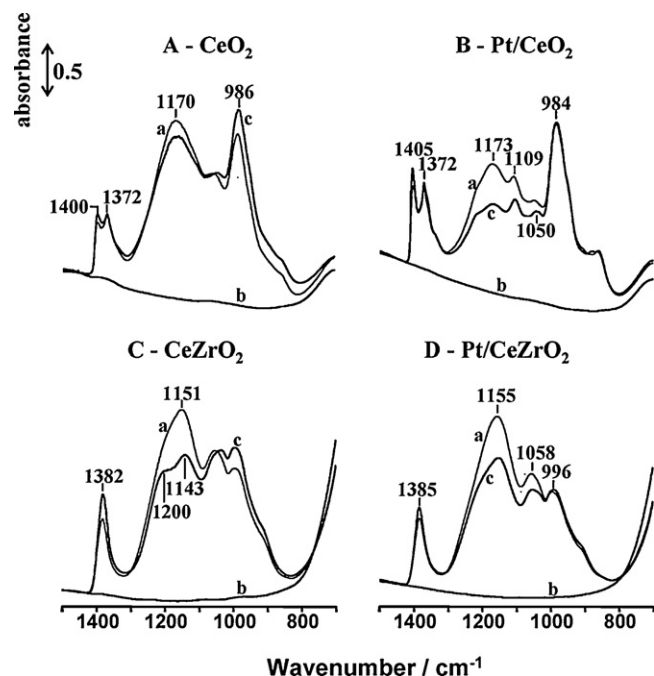 absorbance
0.5
A - CeO₂
1170
986
a
c
1400
1372
b
B - Pt/CeO₂
984
1405
1372
1173
1109
a
c
1050
b
C - CeZrO₂
1151
a
c
1382
1143
1200
b
1400 1200 1000 800
D - Pt/CeZrO₂
1155
a
1058
c
996
1385
b
1400 1200 1000 800
Wavenumber / cm⁻¹